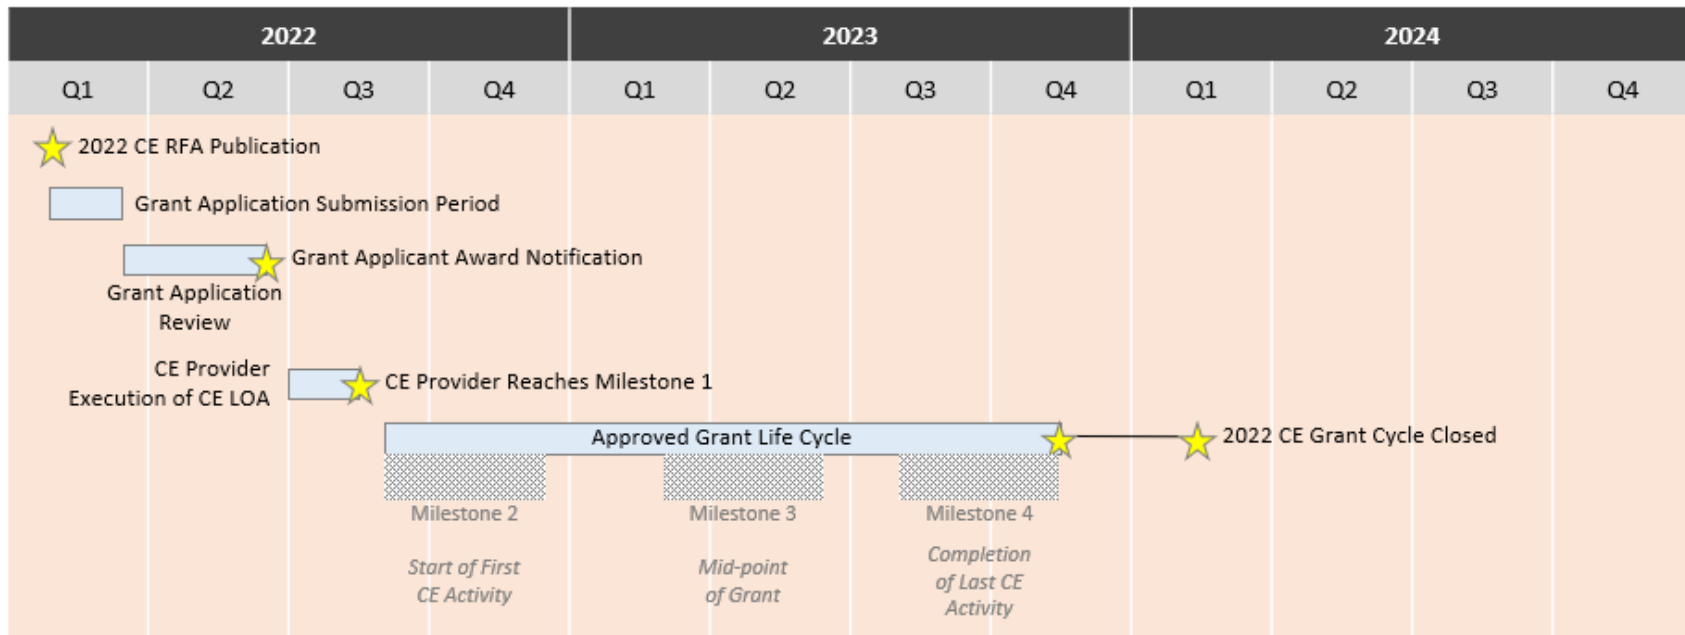 2022 2023 2024
Q1 Q2 Q3 Q4 Q1 Q2 Q3 Q4 Q1 Q2 Q3 Q4
2022 CE RFA Publication
Grant Application Submission Period
Grant Applicant Award Notification
Grant Application
Review
CE Provider
Execution of CE LOA
CE Provider Reaches Milestone 1
Approved Grant Life Cycle
2022 CE Grant Cycle Closed
Milestone 2
Start of First
CE Activity
Milestone 3
Mid-point
of Grant
Milestone 4
Completion
of Last CE
Activity